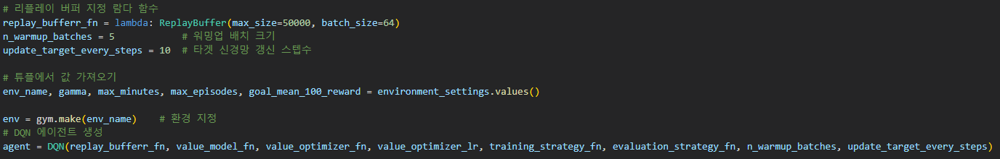 # 리플레이 버퍼 지정 람다 함수
replay_bufferr_fn = lambda: ReplayBuffer(max_size=50000, batch_size=64)
n_warmup_batches = 5 # 워밍업 배치 크기
update_target_every_steps = 10 # 타겟 신경망 갱신 스텝수
# 튜플에서 값 가져오기
env_name, gamma, max_minutes, max_episodes, goal_mean_100_reward = environment_settings.values()
env = gym.make(env_name) # 환경 지정
# DQN 에이전트 생성
agent = DQN(replay_bufferr_fn, value_model_fn, value_optimizer_fn, value_optimizer_lr, training_strategy_fn, evaluation_strategy_fn, n_warmup_batches, update_target_every_steps)